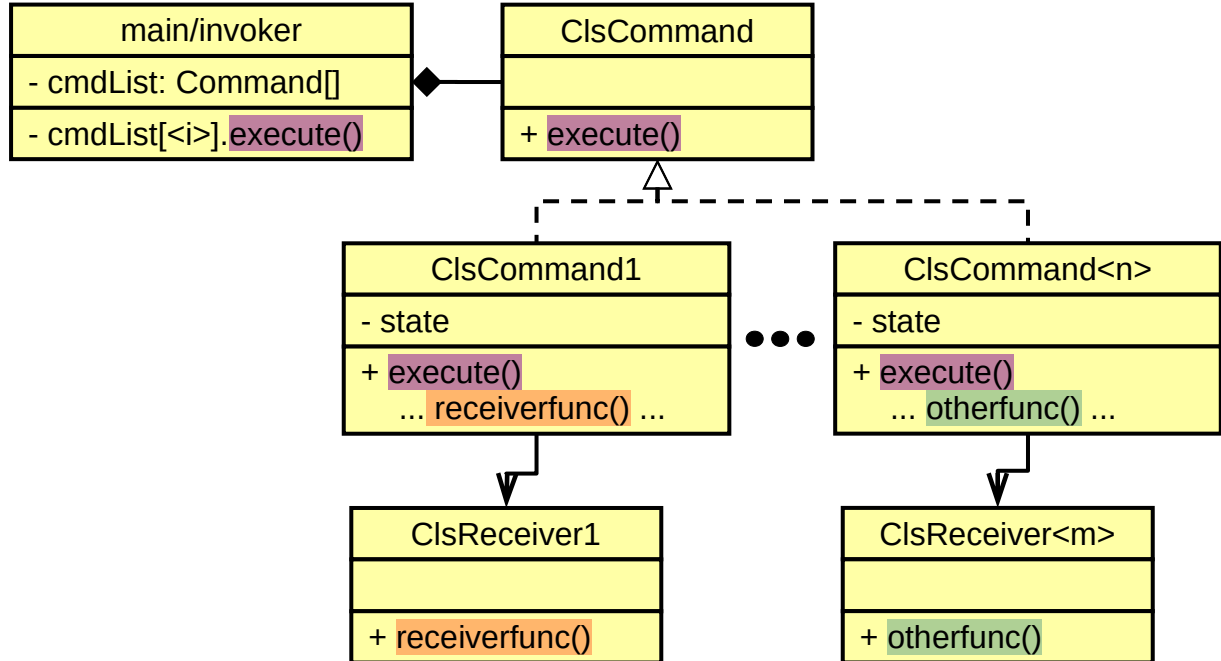 main/invoker
- cmdList: Command[]
- cmdList[<i>].execute()
ClsCommand
+ execute()
ClsCommand1
- state
+ execute()
... receiverfunc() ...
ClsCommand<n>
- state
+ execute()
... otherfunc() ...
ClsReceiver1
+ receiverfunc()
ClsReceiver<m>
+ otherfunc()